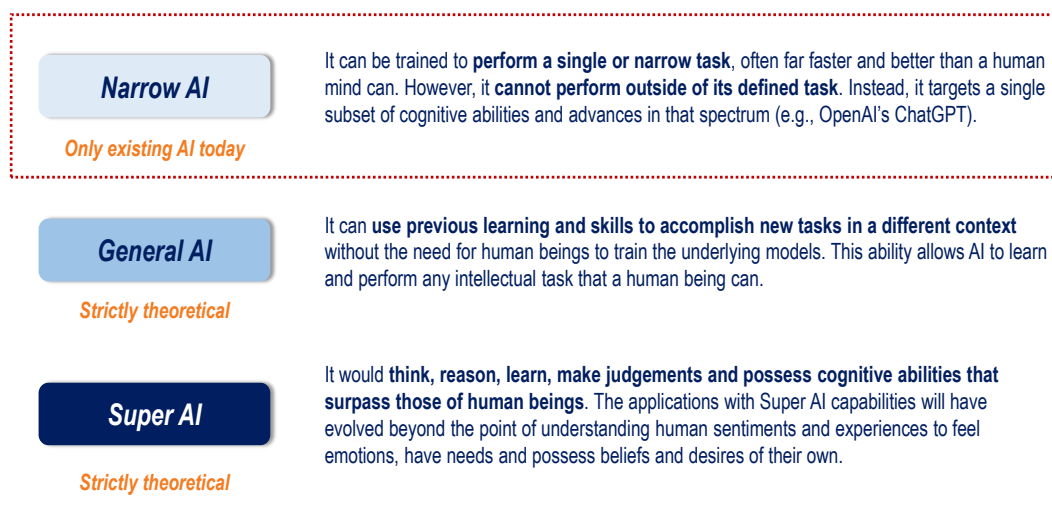 Narrow AI
Only existing AI today
It can be trained to perform a single or narrow task, often far faster and better than a human
mind can. However, it cannot perform outside of its defined task. Instead, it targets a single
subset of cognitive abilities and advances in that spectrum (e.g., OpenAI's ChatGPT).
General AI
Strictly theoretical
It can use previous learning and skills to accomplish new tasks in a different context
without the need for human beings to train the underlying models. This ability allows AI to learn
and perform any intellectual task that a human being can.
Super AI
Strictly theoretical
It would think, reason, learn, make judgements and possess cognitive abilities that
surpass those of human beings. The applications with Super AI capabilities will have
evolved beyond the point of understanding human sentiments and experiences to feel
emotions, have needs and possess beliefs and desires of their own.